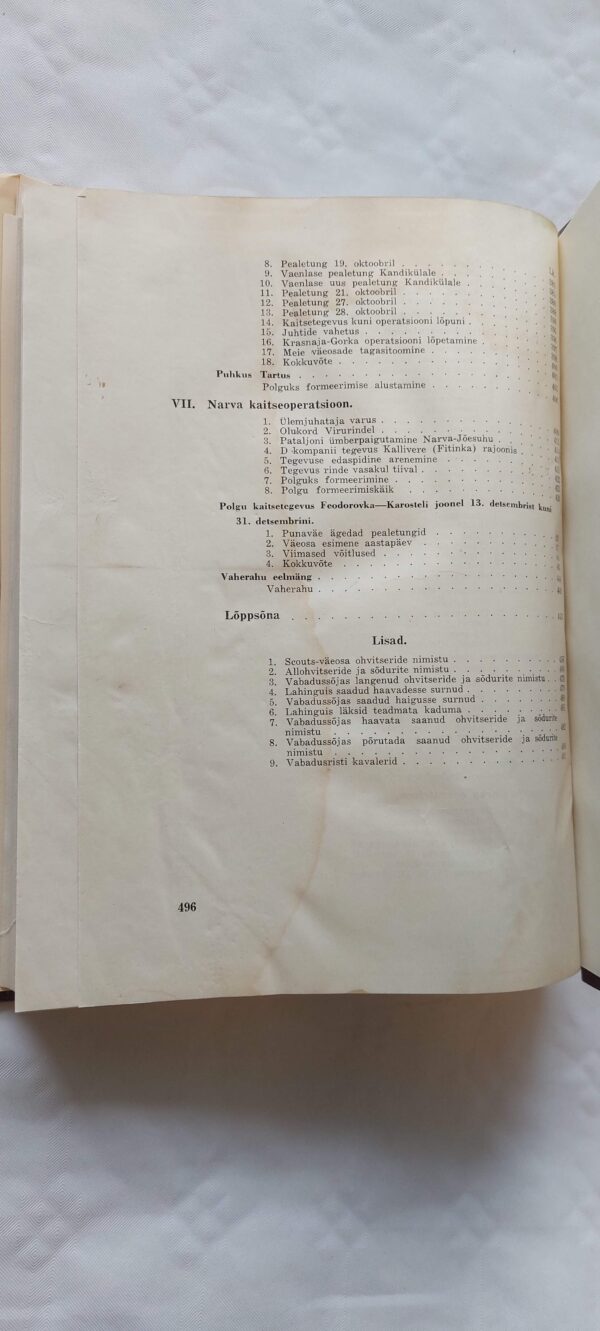 8. Pealetung 19. oktoobril
9. Vaenlase pealetung Kandikülale
10. Vaenlase uus pealetung Kandikülale
11. Pealetung 21. oktoobril
12. Pealetung 27. oktoobril
13. Pealetung 28. oktoobril
14. Kaitsetegevus kuni operatsiooni lõpuni
15. Juhtide vahetus
16. Krasnaja-Gorka operatsiooni lõpetamine
17. Meie väeosade tagasitoomine
18. Kokkuvõte
Puhkus Tartus
Polguks formeerimise alustamine
VII. Narva kaitseoperatsioon.
1. Ülemjuhataja varus
2. Olukord Virurindel
3. Pataljoni ümberpaigutamine Narva-Jõesuhu
4. D-kompanii tegevus Kallivere (Fitinka) rajoonis
5. Tegevuse edaspidine arenemine
6. Tegevus rinde vasakul tiival
7. Polguks formeerimine
8. Polgu formeerimiskäik
Polgu kaitsetegevus Feodorovka—Karosteli joonel 13. detsembrist kuni
31. detsembrini.
1. Punaväe ägedad pealetungid
2. Väeosa esimene aastapäev
3. Viimased võitlused
4. Kokkuvõte
Vaherahu eelmäng
Vaherahu
Lõppsõna
Lisad.
1. Scouts-väeosa ohvitseride nimistu
2. Allohvitseride ja sõdurite nimistu
3. Vabadussõjas langenud ohvitseride ja sõdurite nimistu
4. Lahinguis saadud haavadesse surnud
5. Vabadussõjas saadud haigusse surnud
6. Lahinguis läksid teadmata kaduma
7. Vabadussõjas haavata saanud ohvitseride ja sõdurite
nimistu
8. Vabadussõjas põrutada saanud ohvitseride ja sõdurite
nimistu
9. Vabadusristi kavalerid
496